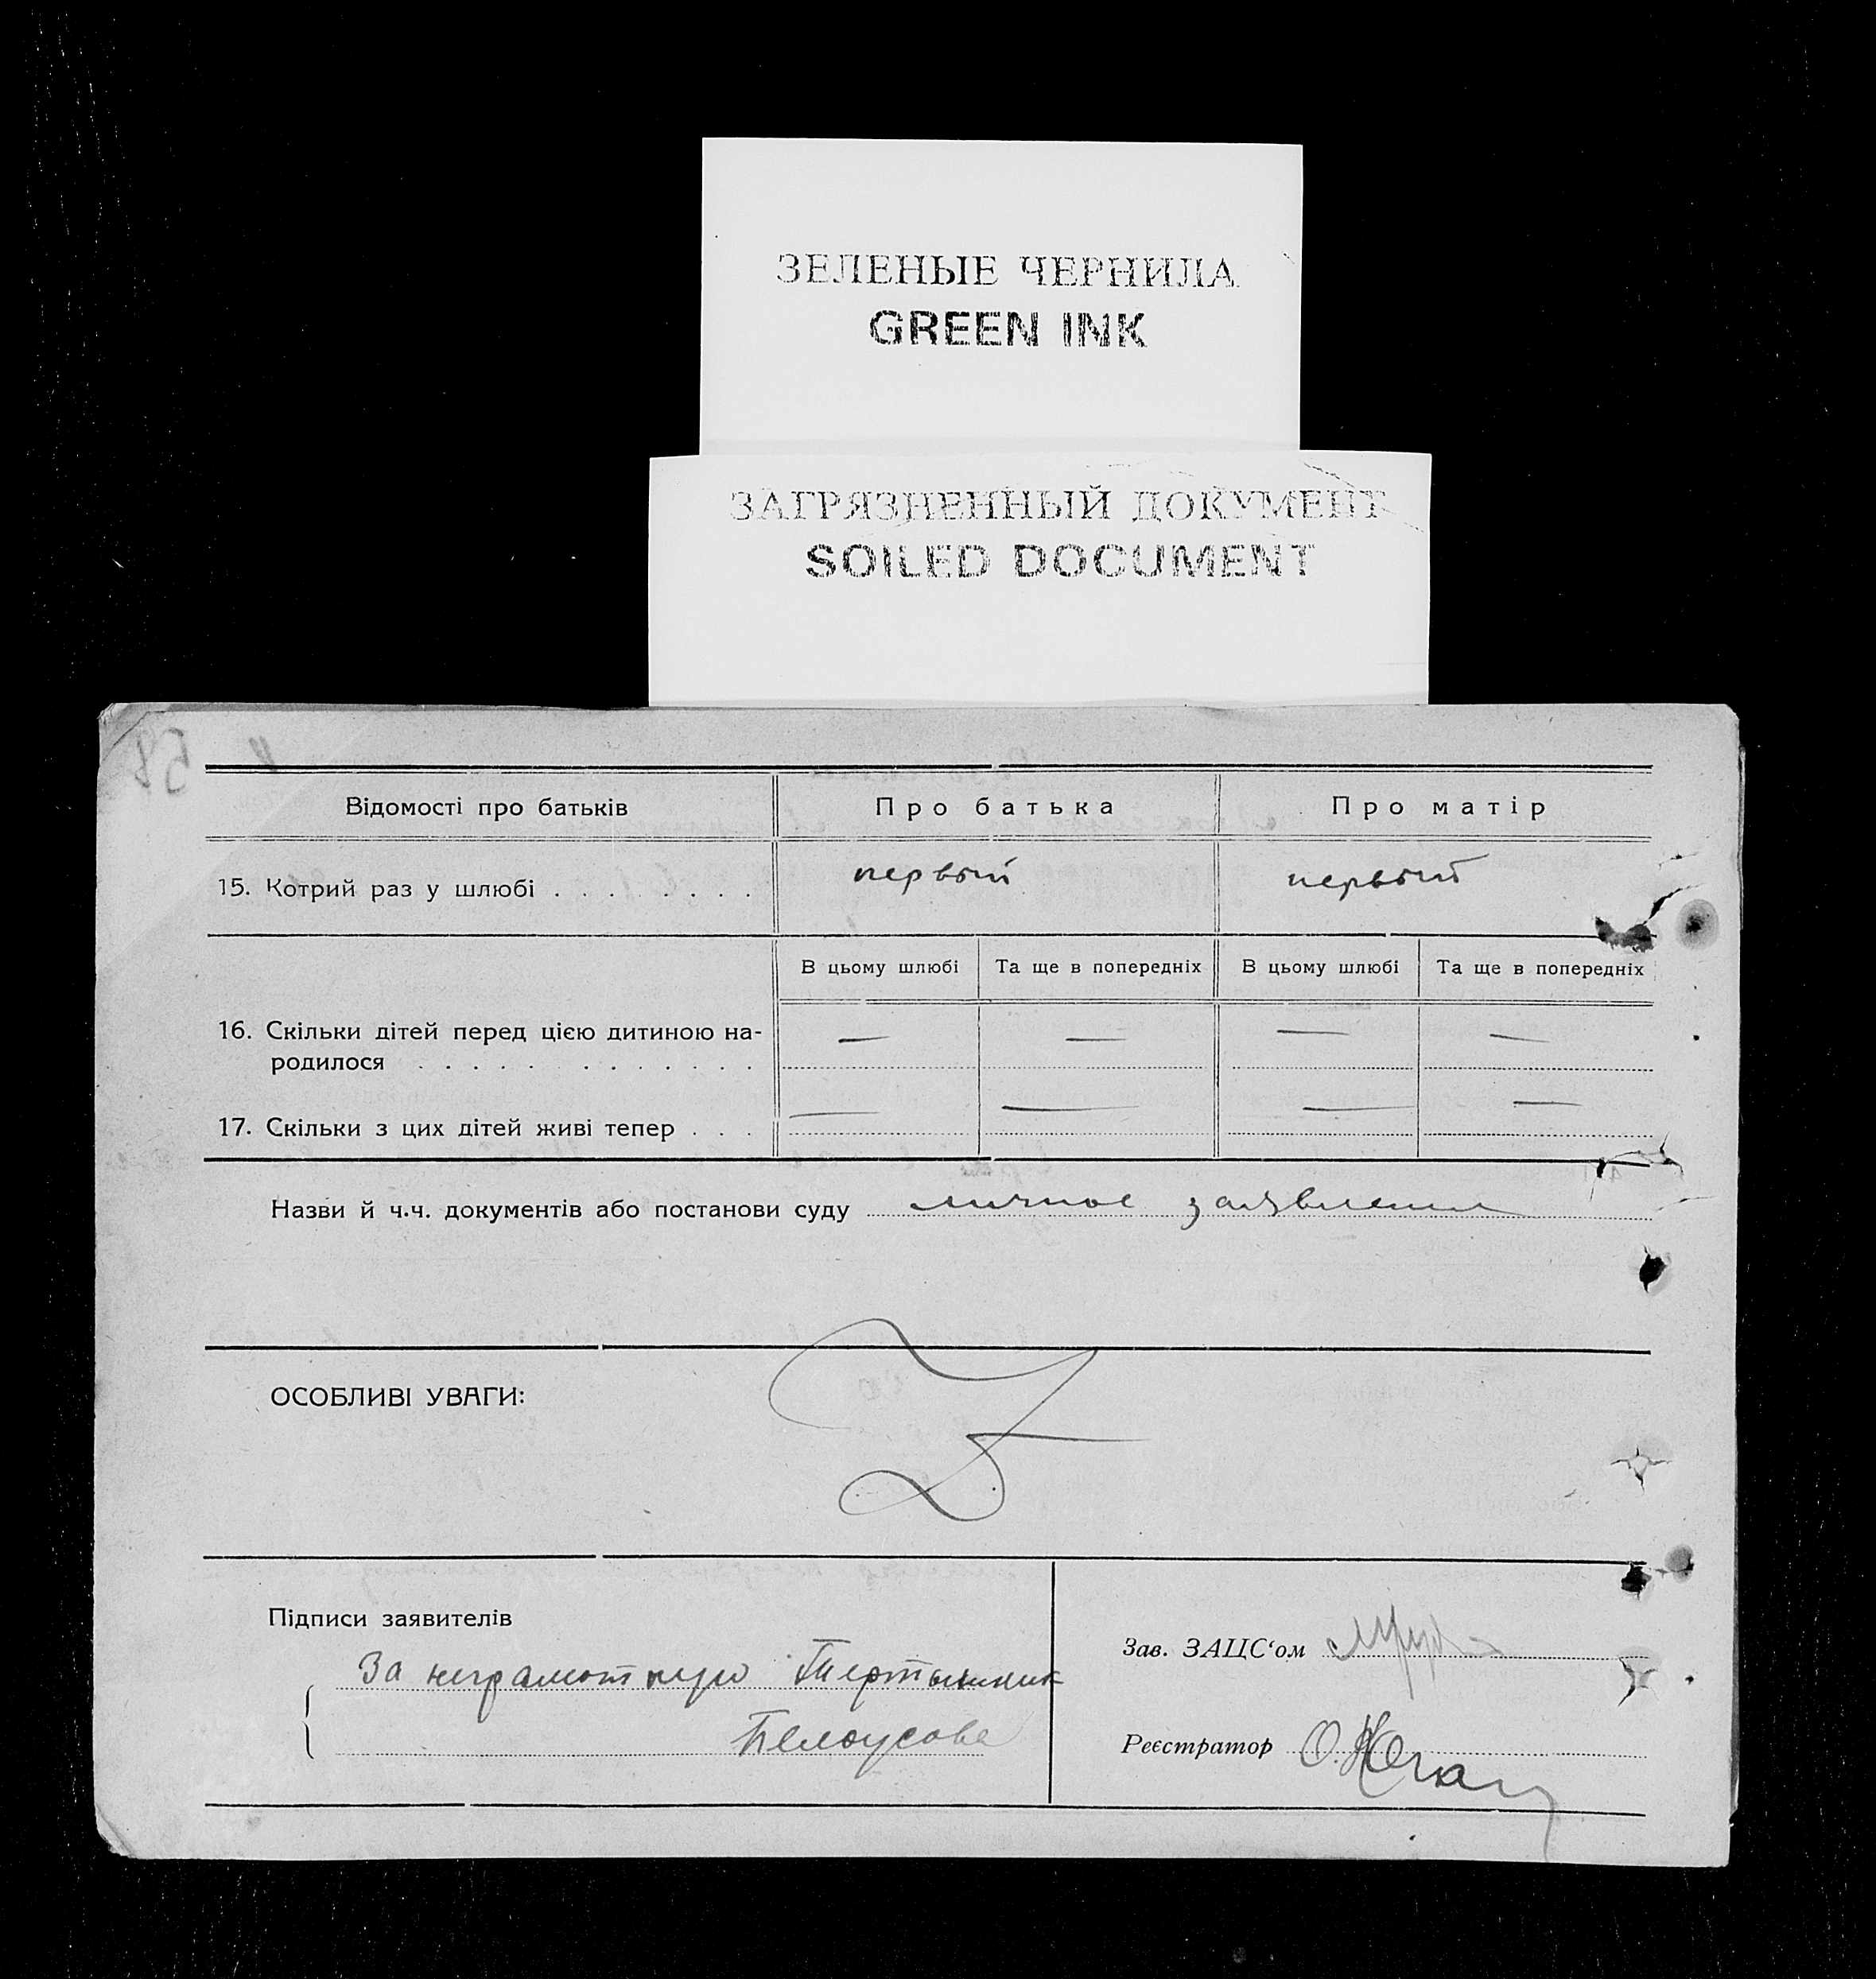 ЗЕЛЕНЫЕ ЧЕРНИЛА
GREEN INK
ЗАГРЯЗНЕННЫЙ ДОКУМЕНТ
SOILED DOCUMENT
Відомості про батьків Про батька Про матір
15. Котрий раз у шлюбі первый первый
В цьому шлюбі Та ще в попередніх В цьому шлюбі Та ще в попередніх
16. Скільки дітей перед цією дитиною на- — — — —
родилося
17. Скільки з цих дітей живі тепер — — — —
Назви й ч.ч. документів або постанови суду личное заявление
ОСОБЛИВІ УВАГИ:
Підписи заявителів
За неграмотную Тертышник
Белоусова
Зав. ЗАЦС‘ом
Реєстратор О.